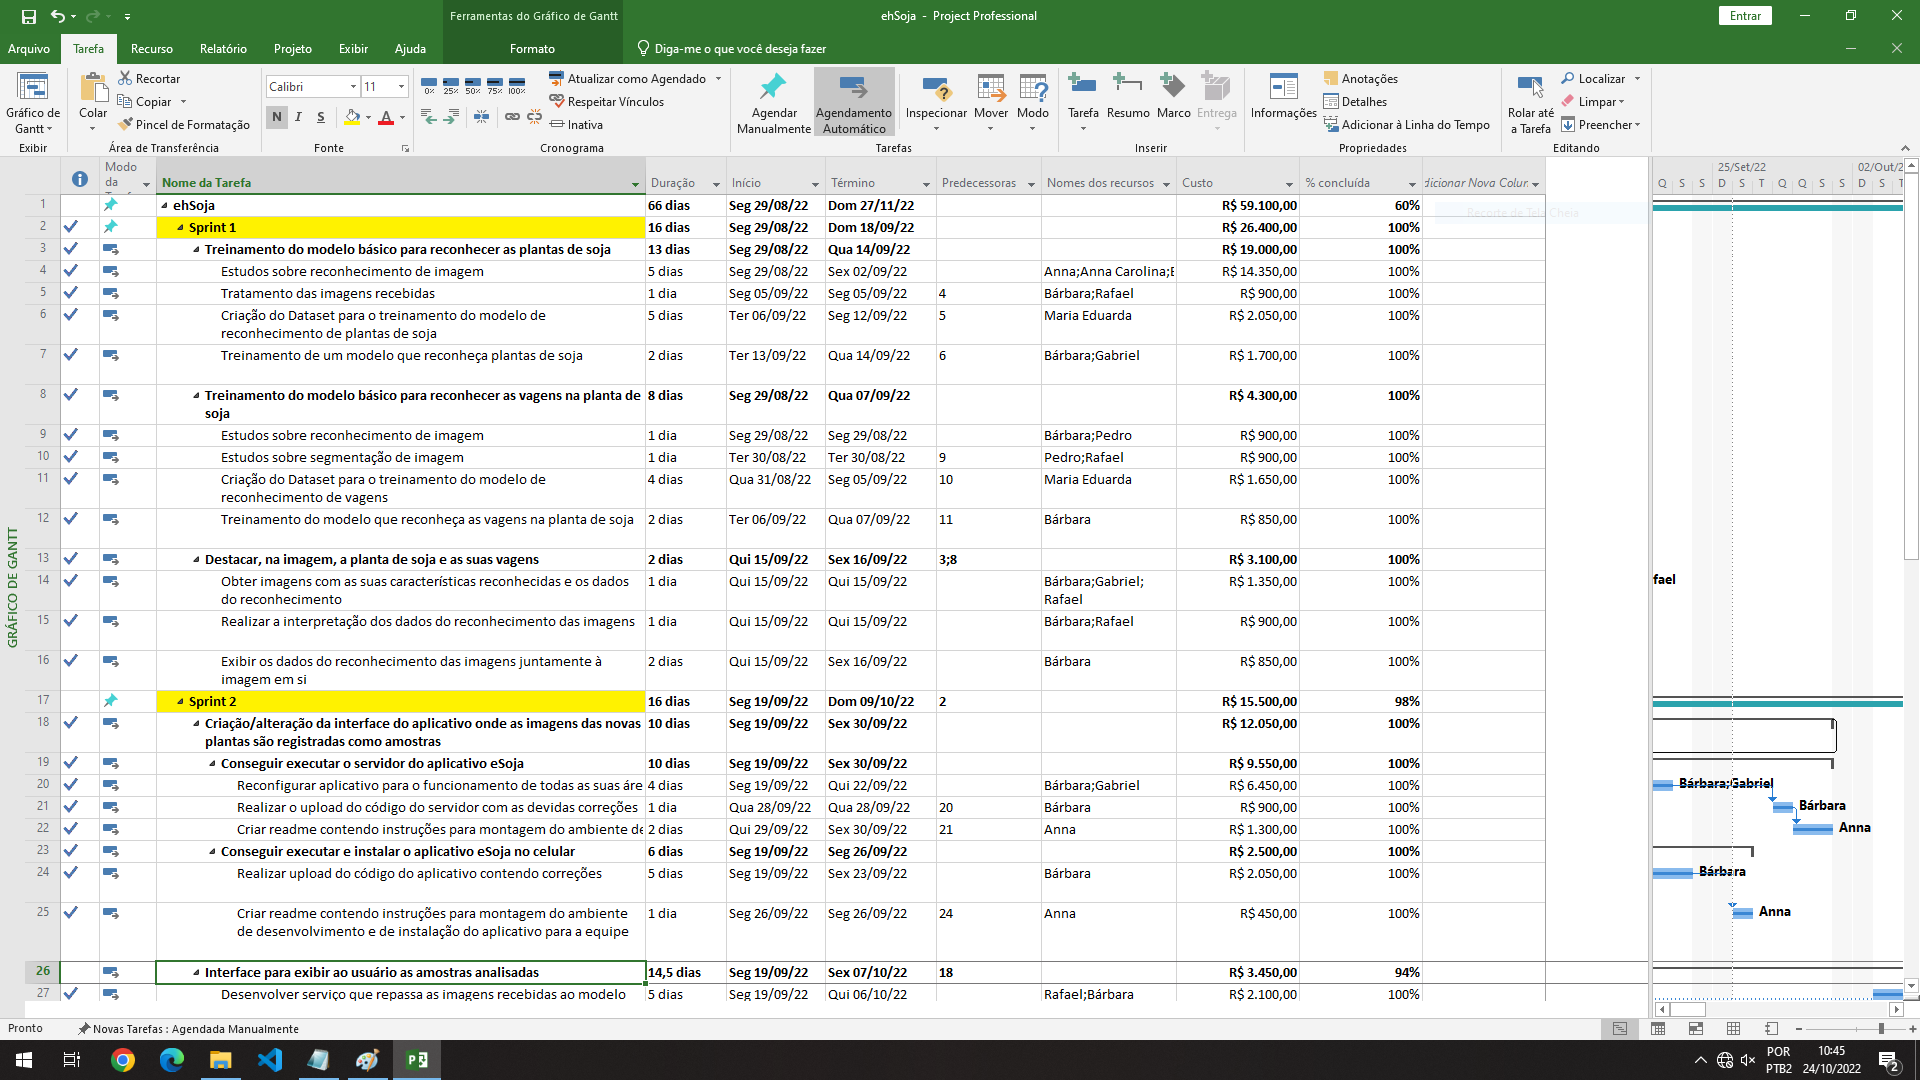 Ferramentas do Gráfico de Gantt
ehSoja - Project Professional
Entrar
Arquivo Tarefa Recurso Relatório Projeto Exibir Ajuda Formato Diga-me o que você deseja fazer
Gráfico de Gantt
Exibir
Colar
Recortar
Copiar
Pincel de Formatação
Área de Transferência
Calibri 11
N I S
Fonte
0% 25% 50% 75% 100%
Atualizar como Agendado
Respeitar Vínculos
Inativa
Cronograma
Agendar Manualmente
Agendamento Automático
Inspecionar Mover Modo
Tarefas
Tarefa Resumo Marco Entrega
Inserir
Informações
Anotações
Detalhes
Adicionar à Linha do Tempo
Propriedades
Rolar até a Tarefa
Localizar
Limpar
Preencher
Editando
Modo da Nome da Tarefa Duração Início Término Predecessoras Nomes dos recursos Custo % concluída dicionar Nova Colur
25/Set/22 02/Out/2
Q S S D S T Q Q S S D S T
Recorte de Tela Cheia
1 ehSoja 66 dias Seg 29/08/22 Dom 27/11/22 R$ 59.100,00 60%
2 Sprint 1 16 dias Seg 29/08/22 Dom 18/09/22 R$ 26.400,00 100%
3 Treinamento do modelo básico para reconhecer as plantas de soja 13 dias Seg 29/08/22 Qua 14/09/22 R$ 19.000,00 100%
4 Estudos sobre reconhecimento de imagem 5 dias Seg 29/08/22 Sex 02/09/22 Anna;Anna Carolina;E R$ 14.350,00 100%
5 Tratamento das imagens recebidas 1 dia Seg 05/09/22 Seg 05/09/22 4 Bárbara;Rafael R$ 900,00 100%
6 Criação do Dataset para o treinamento do modelo de 5 dias Ter 06/09/22 Seg 12/09/22 5 Maria Eduarda R$ 2.050,00 100%
reconhecimento de plantas de soja
7 Treinamento de um modelo que reconheça plantas de soja 2 dias Ter 13/09/22 Qua 14/09/22 6 Bárbara;Gabriel R$ 1.700,00 100%
8 Treinamento do modelo básico para reconhecer as vagens na planta de 8 dias Seg 29/08/22 Qua 07/09/22 R$ 4.300,00 100%
soja
9 Estudos sobre reconhecimento de imagem 1 dia Seg 29/08/22 Seg 29/08/22 Bárbara;Pedro R$ 900,00 100%
10 Estudos sobre segmentação de imagem 1 dia Ter 30/08/22 Ter 30/08/22 9 Pedro;Rafael R$ 900,00 100%
11 Criação do Dataset para o treinamento do modelo de 4 dias Qua 31/08/22 Seg 05/09/22 10 Maria Eduarda R$ 1.650,00 100%
reconhecimento de vagens
12 Treinamento do modelo que reconheça as vagens na planta de soja 2 dias Ter 06/09/22 Qua 07/09/22 11 Bárbara R$ 850,00 100%
13 Destacar, na imagem, a planta de soja e as suas vagens 2 dias Qui 15/09/22 Sex 16/09/22 3;8 R$ 3.100,00 100%
14 Obter imagens com as suas características reconhecidas e os dados 1 dia Qui 15/09/22 Qui 15/09/22 Bárbara;Gabriel; R$ 1.350,00 100% fael
do reconhecimento Rafael
15 Realizar a interpretação dos dados do reconhecimento das imagens 1 dia Qui 15/09/22 Qui 15/09/22 Bárbara;Rafael R$ 900,00 100%
16 Exibir os dados do reconhecimento das imagens juntamente à 2 dias Qui 15/09/22 Sex 16/09/22 Bárbara R$ 850,00 100%
imagem em si
17 Sprint 2 16 dias Seg 19/09/22 Dom 09/10/22 2 R$ 15.500,00 98%
18 Criação/alteração da interface do aplicativo onde as imagens das novas 10 dias Seg 19/09/22 Sex 30/09/22 R$ 12.050,00 100%
plantas são registradas como amostras
19 Conseguir executar o servidor do aplicativo eSoja 10 dias Seg 19/09/22 Sex 30/09/22 R$ 9.550,00 100%
20 Reconfigurar aplicativo para o funcionamento de todas as suas áre 4 dias Seg 19/09/22 Qui 22/09/22 Bárbara;Gabriel R$ 6.450,00 100% Bárbara;Gabriel
21 Realizar o upload do código do servidor com as devidas correções 1 dia Qua 28/09/22 Qua 28/09/22 20 Bárbara R$ 900,00 100% Bárbara
22 Criar readme contendo instruções para montagem do ambiente de 2 dias Qui 29/09/22 Sex 30/09/22 21 Anna R$ 1.300,00 100% Anna
23 Conseguir executar e instalar o aplicativo eSoja no celular 6 dias Seg 19/09/22 Seg 26/09/22 R$ 2.500,00 100%
24 Realizar upload do código do aplicativo contendo correções 5 dias Seg 19/09/22 Sex 23/09/22 Bárbara R$ 2.050,00 100% Bárbara
25 Criar readme contendo instruções para montagem do ambiente 1 dia Seg 26/09/22 Seg 26/09/22 24 Anna R$ 450,00 100% Anna
de desenvolvimento e de instalação do aplicativo para a equipe
26 Interface para exibir ao usuário as amostras analisadas 14,5 dias Seg 19/09/22 Sex 07/10/22 18 R$ 3.450,00 94%
27 Desenvolver serviço que repassa as imagens recebidas ao modelo 5 dias Seg 19/09/22 Qui 06/10/22 Rafael;Bárbara R$ 2.100,00 100%
GRÁFICO DE GANTT
Pronto Novas Tarefas : Agendada Manualmente
POR 10:45
PTB2 24/10/2022 2